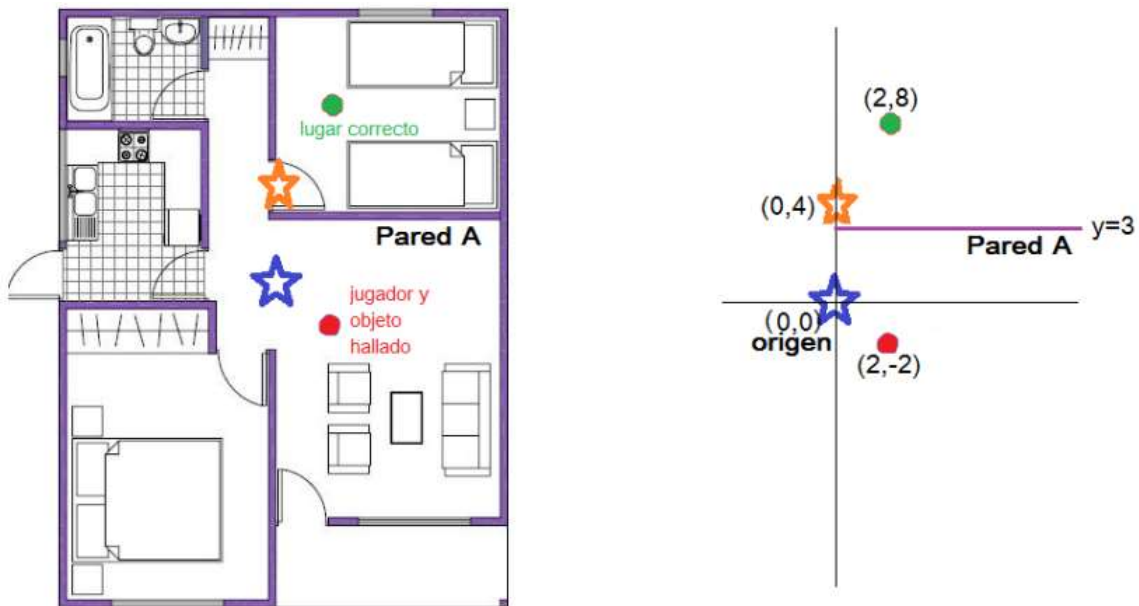 lugar correcto
Pared A
jugador y
objeto
hallado
(2,8)
(0,4)
y=3
Pared A
(0,0)
origen
(2,-2)